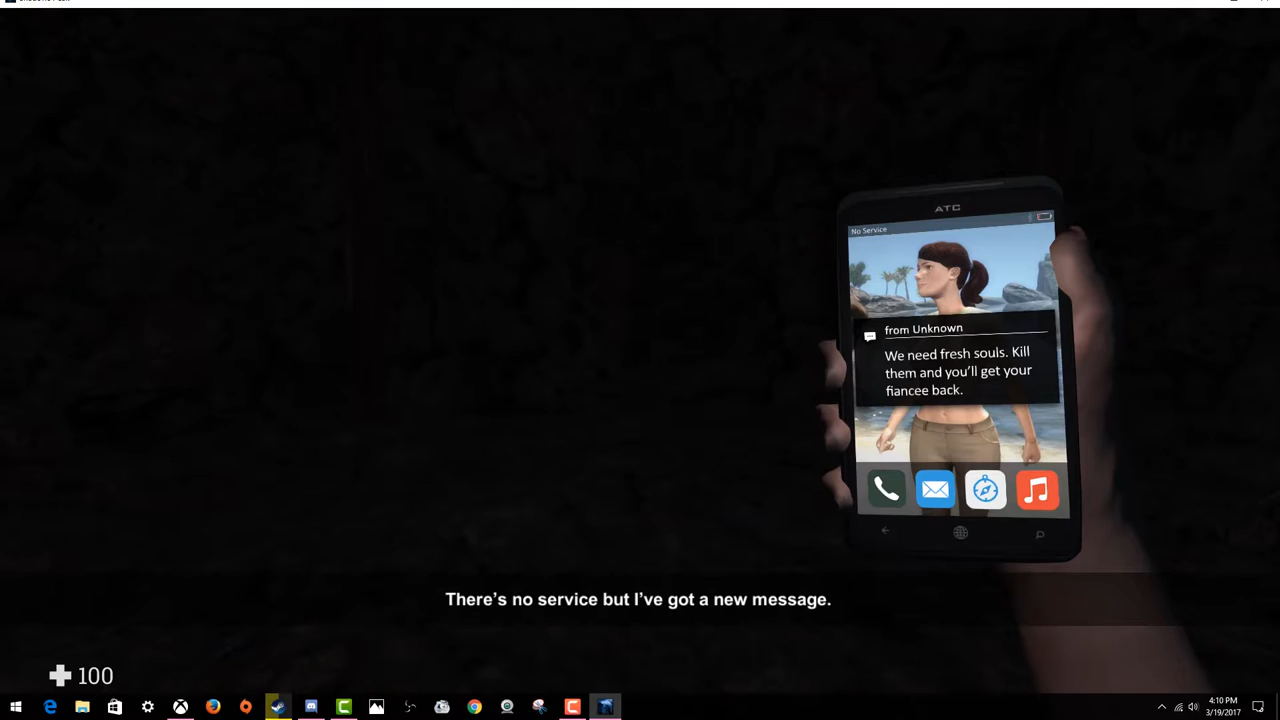 ATC
No Service
from Unknown
We need fresh souls. Kill
them and you'll get your
fiancee back.
There's no service but I've got a new message.
100
4:10 PM
3/19/2017